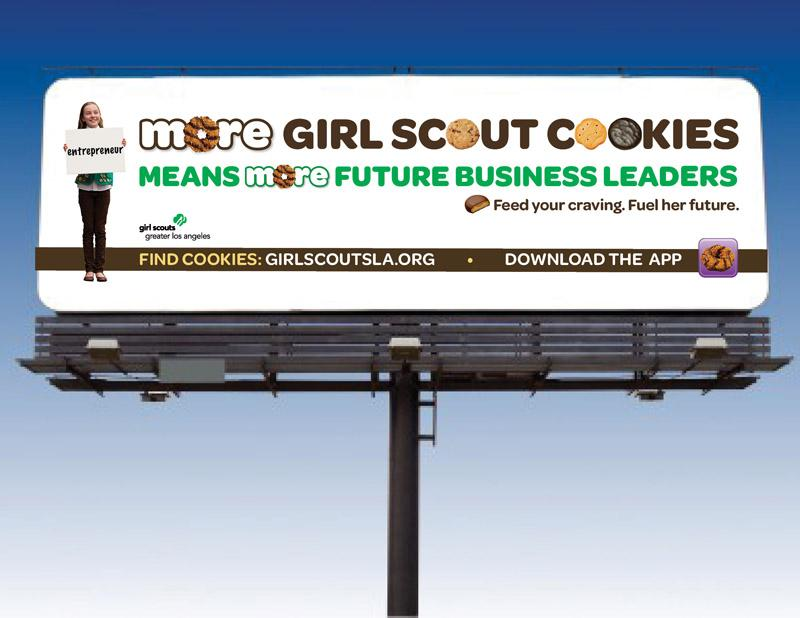 entrepreneur
more GIRL SCOUT COOKIES
MEANS more FUTURE BUSINESS LEADERS
Feed your craving. Fuel her future.
girl scouts
greater los angeles
FIND COOKIES: GIRLSCOUTSLA.ORG • DOWNLOAD THE APP